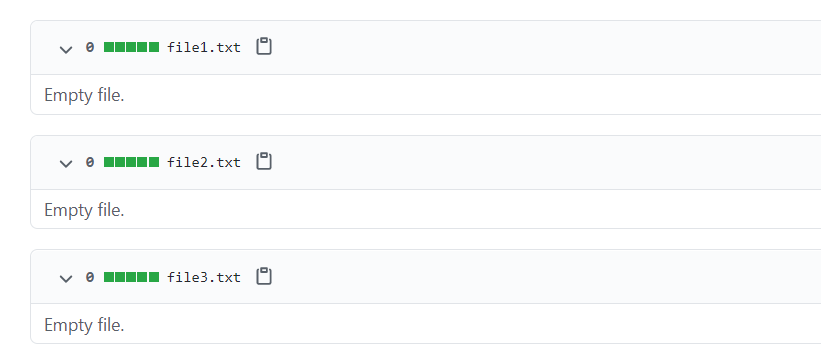 0 file1.txt
Empty file.
0 file2.txt
Empty file.
0 file3.txt
Empty file.